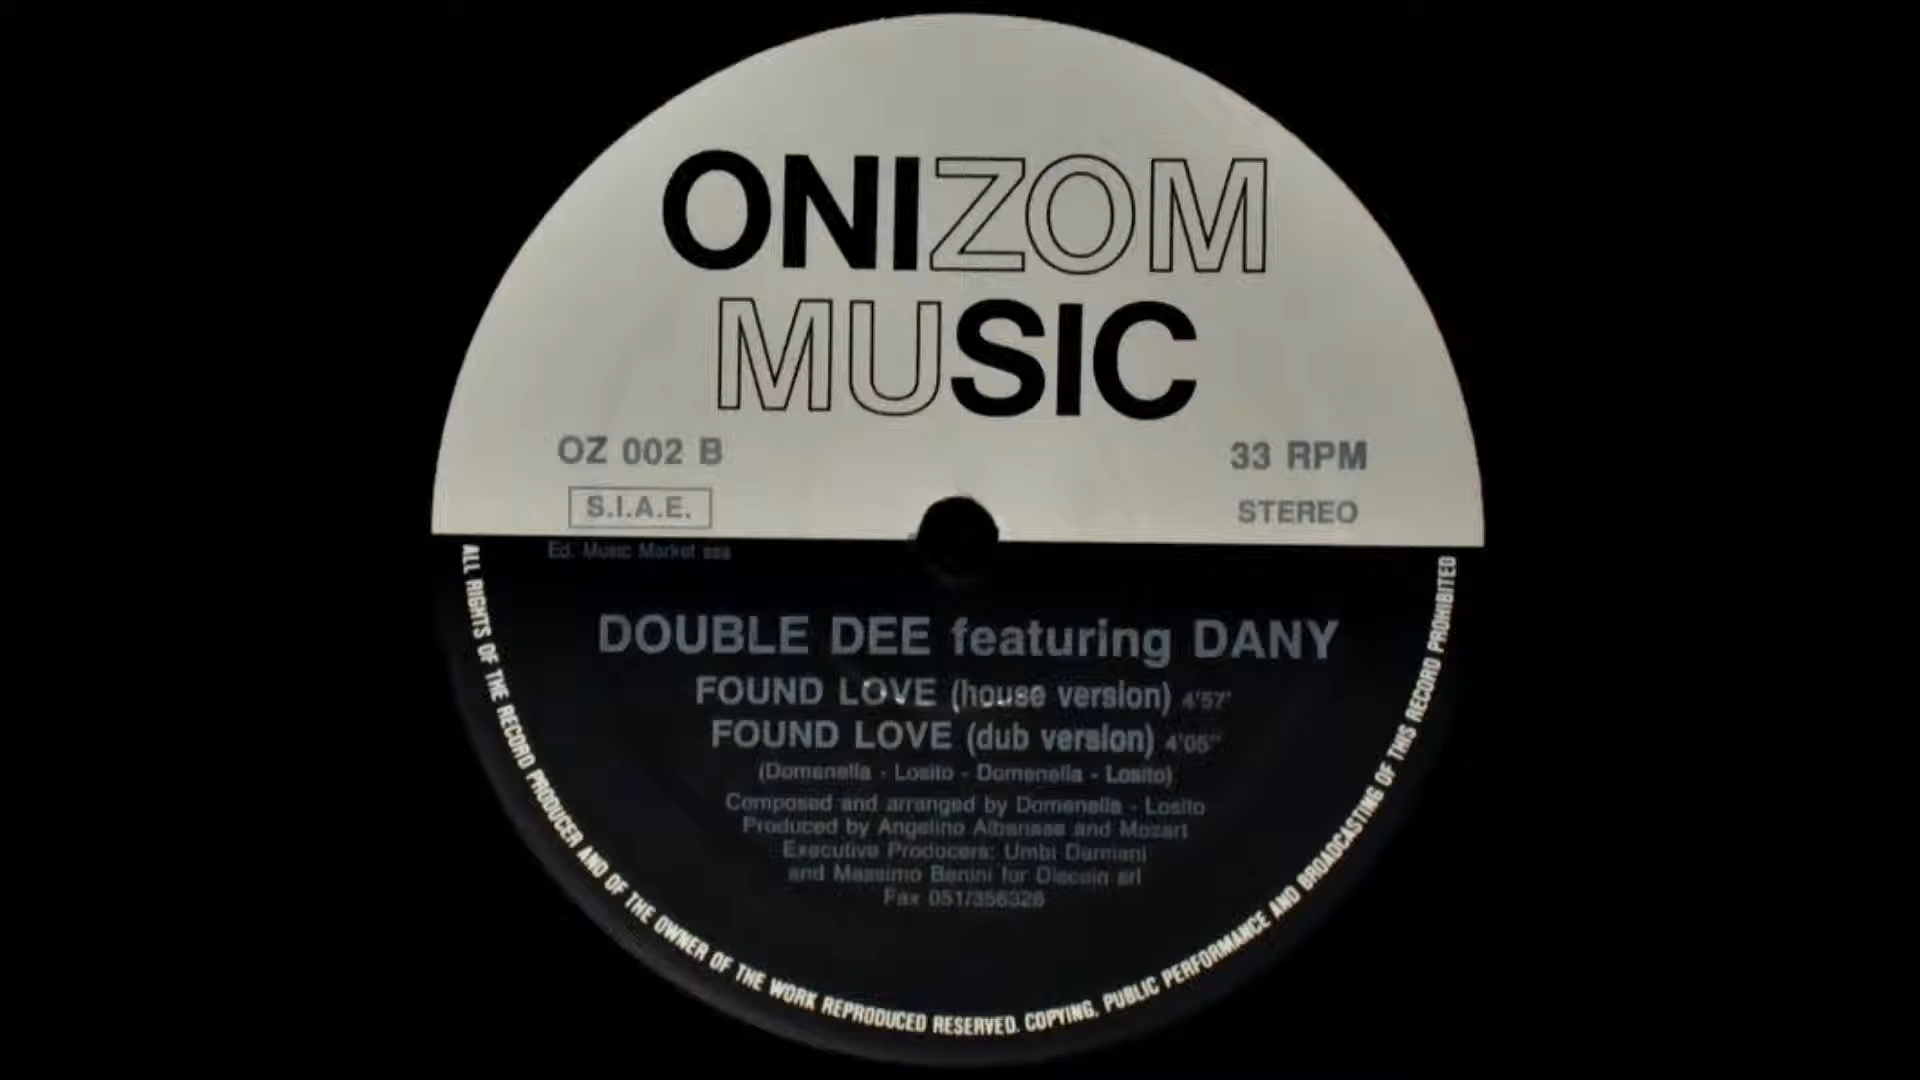 ONIZOM
MUSIC
OZ 002 B
33 RPM
S.I.A.E.
STEREO
Ed. Music Market sas
DOUBLE DEE featuring DANY
FOUND LOVE (house version) 4'57'
FOUND LOVE (dub version) 4'05''
(Domenella - Losito - Domenella - Losito)
Composed and arranged by Domenella - Losito
Produced by Angelino Albanese and Mozart
Executive Producers: Umbi Damiani
and Massimo Benini for Discoin srl
Fax 051/356328
ALL RIGHTS OF THE RECORD PRODUCER AND OF THE OWNER OF THE WORK REPRODUCED RESERVED. COPYING, PUBLIC PERFORMANCE AND BROADCASTING OF THIS RECORD PROHIBITED